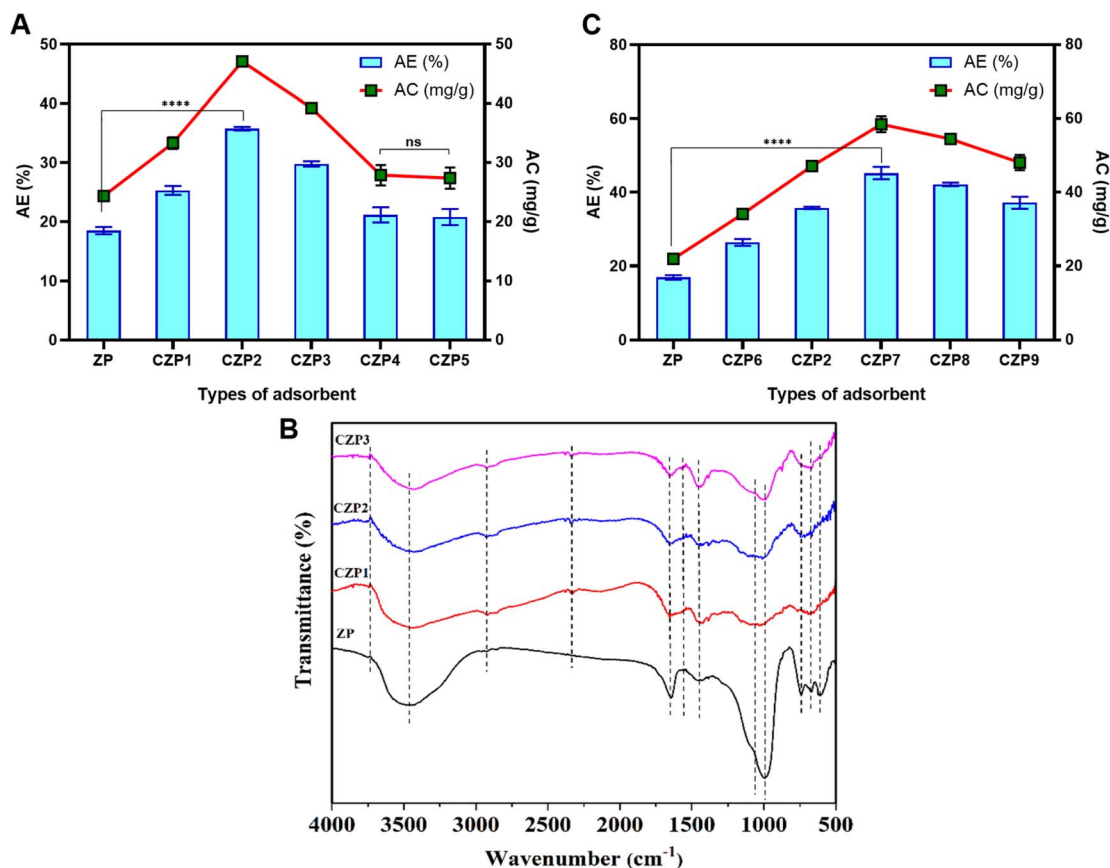 A
AE (%)
AC (mg/g)
****
ns
50
40
30
20
10
0
AE (%)
50
40
30
20
10
0
AC (mg/g)
ZP CZP1 CZP2 CZP3 CZP4 CZP5
Types of adsorbent
C
AE (%)
AC (mg/g)
****
80
60
40
20
0
AE (%)
80
60
40
20
0
AC (mg/g)
ZP CZP6 CZP2 CZP7 CZP8 CZP9
Types of adsorbent
B
CZP3
CZP2
CZP1
ZP
Transmittance (%)
4000 3500 3000 2500 2000 1500 1000 500
Wavenumber (cm⁻¹)